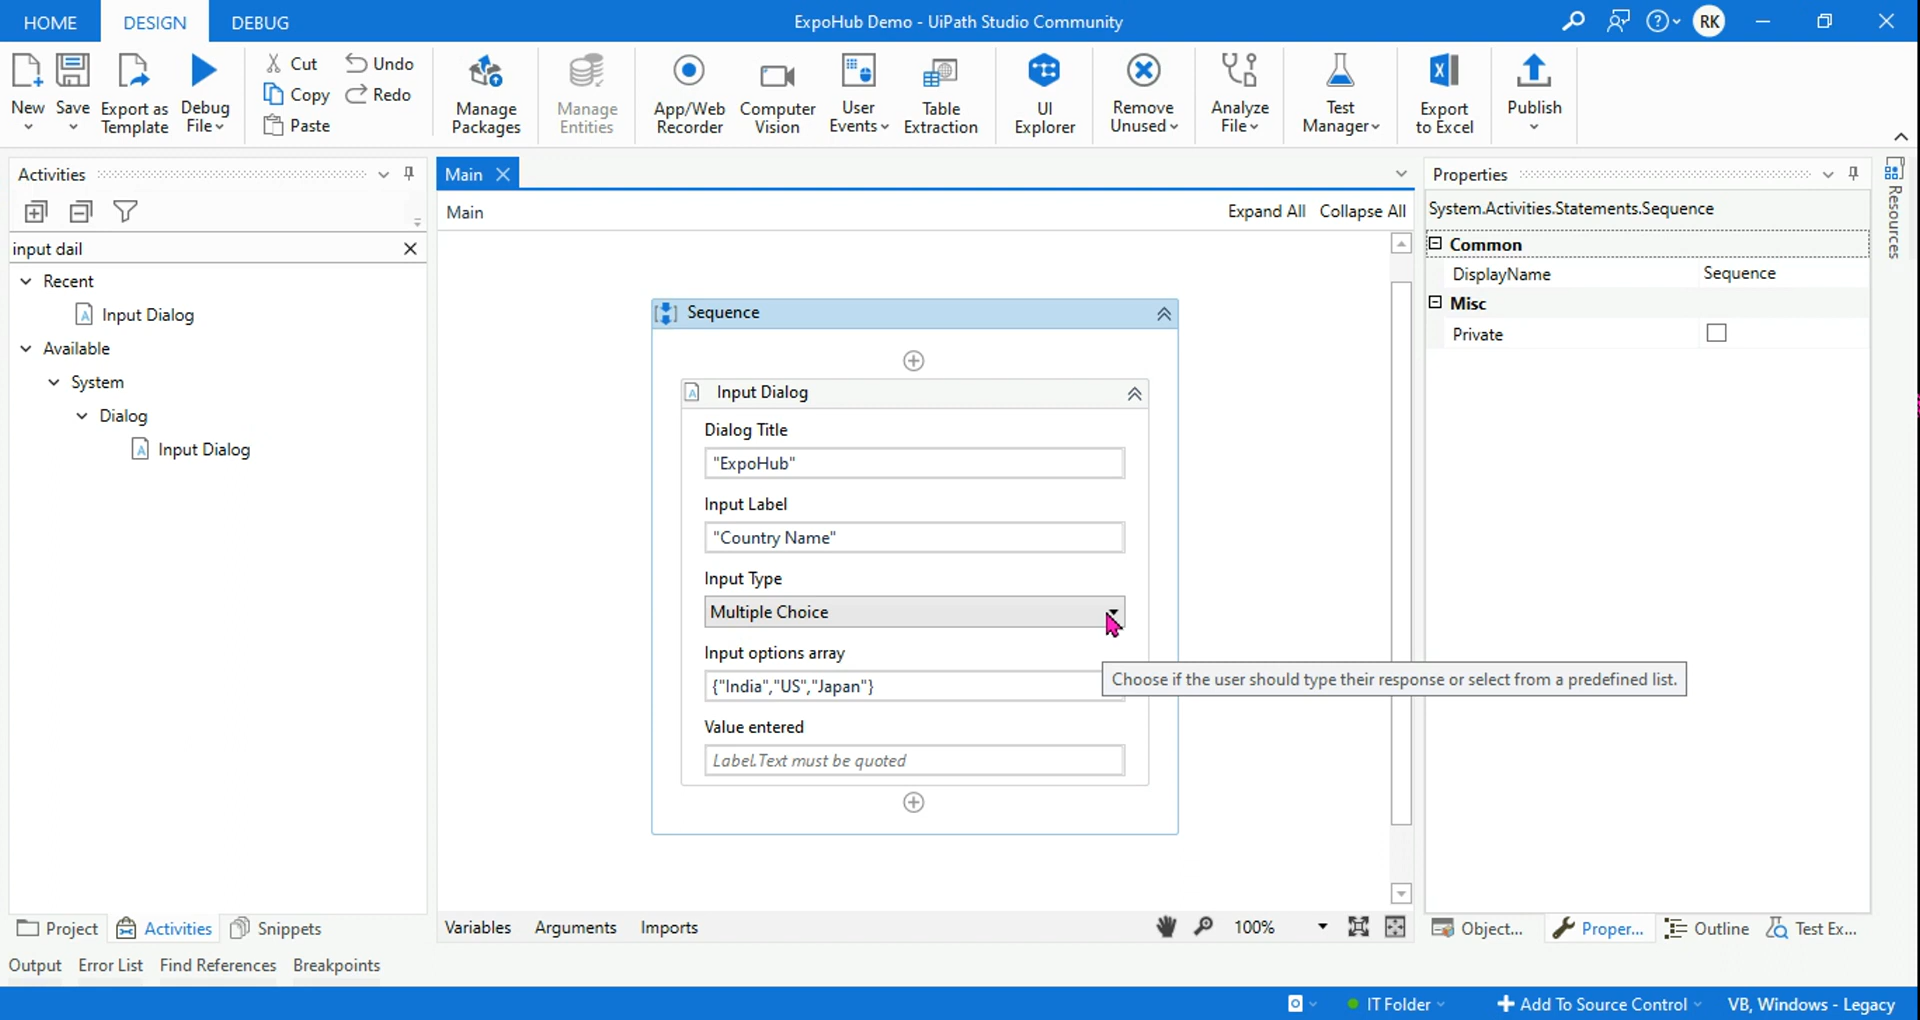 HOME DESIGN DEBUG ExpoHub Demo - UiPath Studio Community RK
New Save Export as Template Debug File Cut Copy Paste Undo Redo Manage Packages Manage Entities App/Web Recorder Computer Vision User Events Table Extraction UI Explorer Remove Unused Analyze File Test Manager Export to Excel Publish
Activities
input dail
Recent
Input Dialog
Available
System
Dialog
Input Dialog
Main
Main Expand All Collapse All
Sequence
Input Dialog
Dialog Title
"ExpoHub"
Input Label
"Country Name"
Input Type
Multiple Choice
Input options array
{"India","US","Japan"}
Choose if the user should type their response or select from a predefined list.
Value entered
Label.Text must be quoted
Properties
System.Activities.Statements.Sequence
Common
DisplayName Sequence
Misc
Private
Resources
Project Activities Snippets
Variables Arguments Imports 100%
Object... Proper... Outline Test Ex...
Output Error List Find References Breakpoints
IT Folder Add To Source Control VB, Windows - Legacy